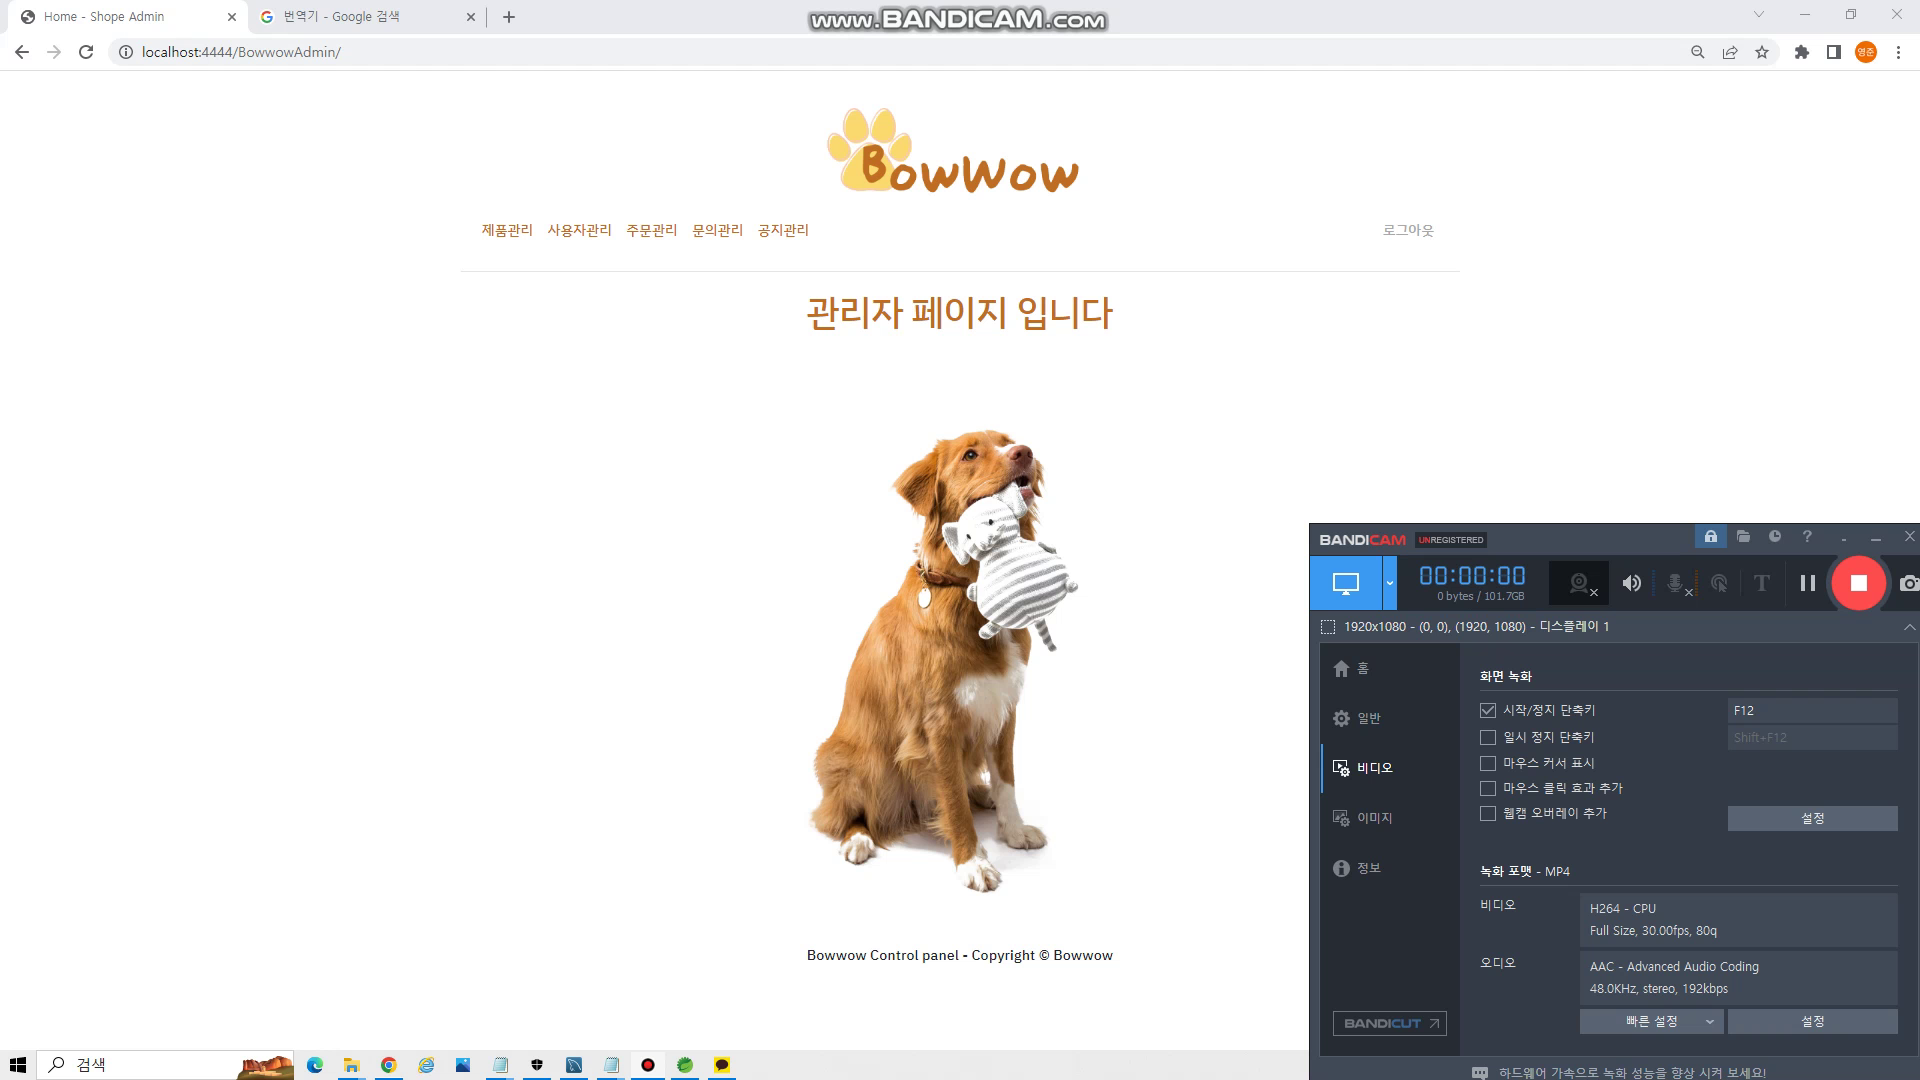 Home - Shope Admin
번역기 - Google 검색
www.BANDICAM.com
localhost:4444/BowwowAdmin/
영준
BowWow
제품관리 사용자관리 주문관리 문의관리 공지관리
로그아웃
관리자 페이지 입니다
Bowwow Control panel - Copyright © Bowwow
BANDICAM UNREGISTERED
00:00:00
0 bytes / 101.7GB
1920x1080 - (0, 0), (1920, 1080) - 디스플레이 1
홈
일반
비디오
이미지
정보
BANDICUT
화면 녹화
시작/정지 단축키 F12
일시 정지 단축키 Shift+F12
마우스 커서 표시
마우스 클릭 효과 추가
웹캠 오버레이 추가 설정
녹화 포맷 - MP4
비디오
H264 - CPU
Full Size, 30.00fps, 80q
오디오
AAC - Advanced Audio Coding
48.0KHz, stereo, 192kbps
빠른 설정 설정
하드웨어 가속으로 녹화 성능을 향상 시켜 보세요!
검색